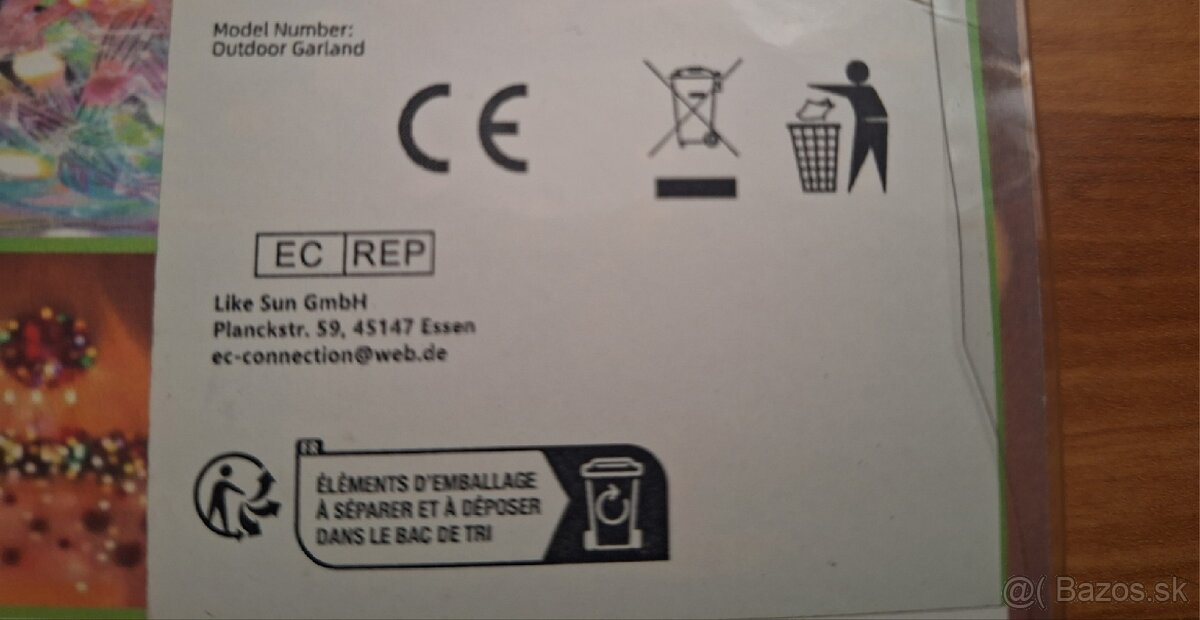 Model Number:
Outdoor Garland
CE
EC REP
Like Sun GmbH
Planckstr. 59, 45147 Essen
ec-connection@web.de
FR
ÉLÉMENTS D'EMBALLAGE
À SÉPARER ET À DÉPOSER
DANS LE BAC DE TRI
@( Bazos.sk